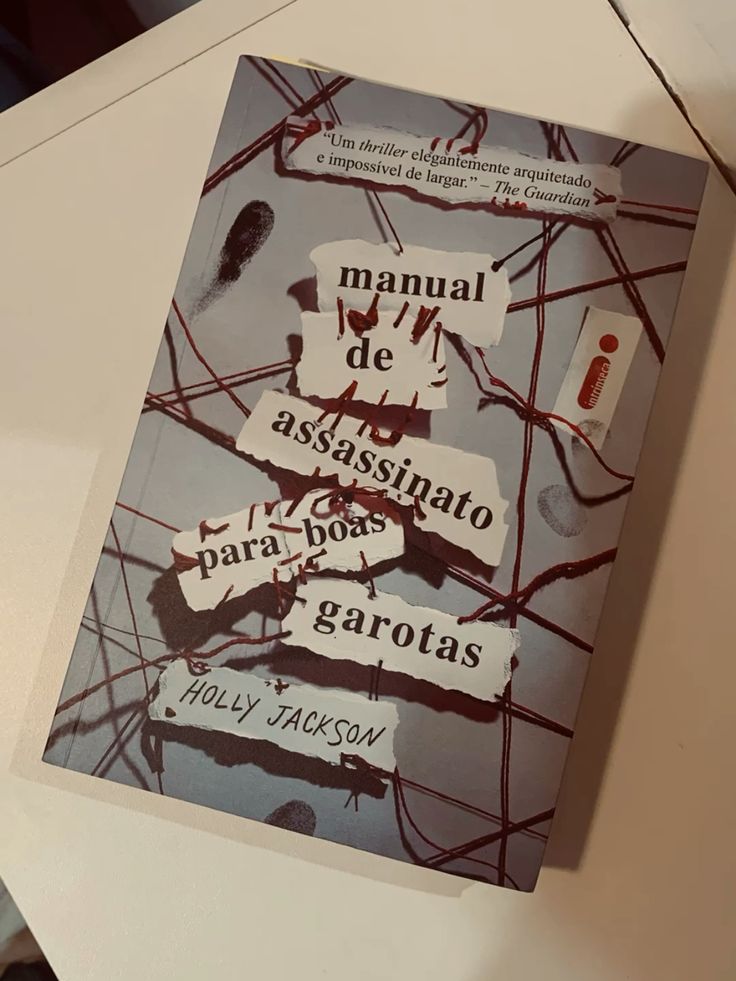 “Um thriller elegantemente arquitetado
e impossível de largar.” – The Guardian
manual
de
assassinato
para boas
garotas
HOLLY JACKSON
intrínseca